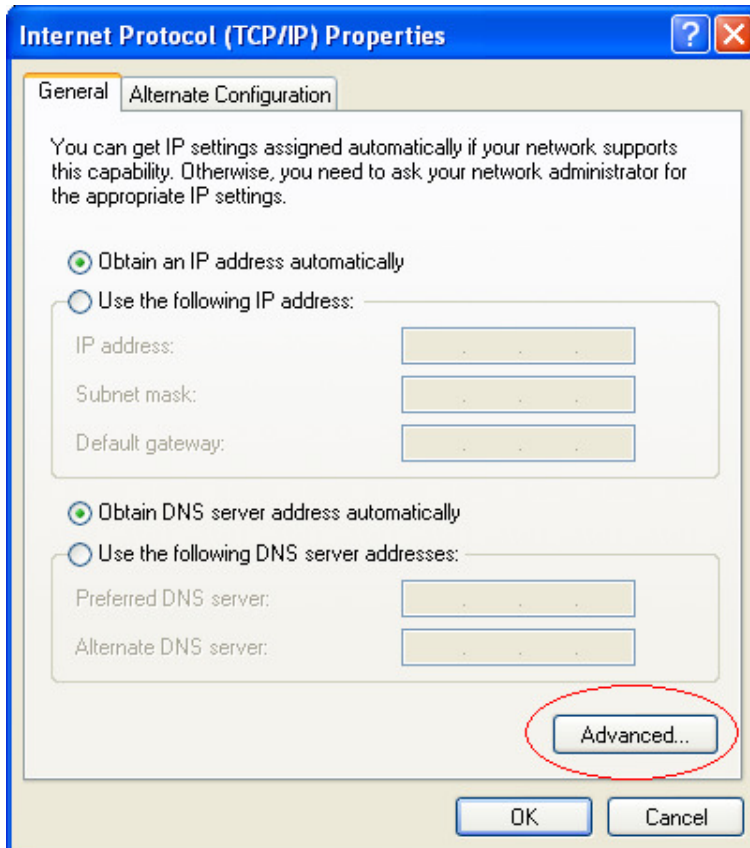 Internet Protocol (TCP/IP) Properties
General
Alternate Configuration
You can get IP settings assigned automatically if your network supports
this capability. Otherwise, you need to ask your network administrator for
the appropriate IP settings.
Obtain an IP address automatically
Use the following IP address:
IP address:
Subnet mask:
Default gateway:
Obtain DNS server address automatically
Use the following DNS server addresses:
Preferred DNS server:
Alternate DNS server:
Advanced...
OK
Cancel